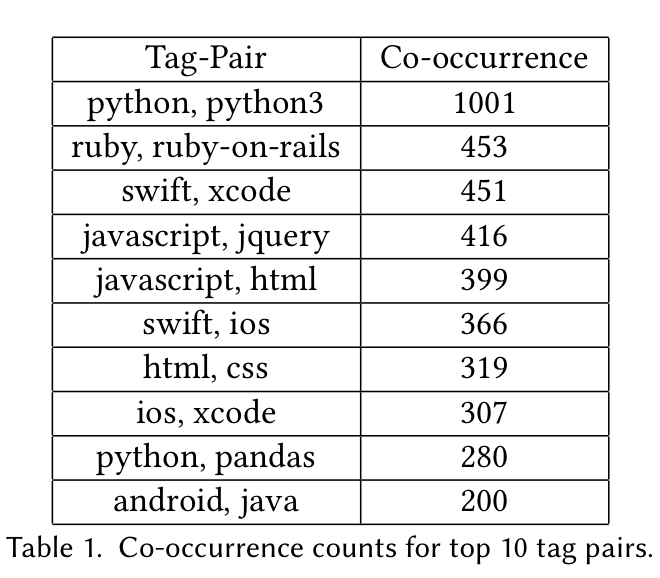 Tag-Pair Co-occurrence
python, python3 1001
ruby, ruby-on-rails 453
swift, xcode 451
javascript, jquery 416
javascript, html 399
swift, ios 366
html, css 319
ios, xcode 307
python, pandas 280
android, java 200
Table 1. Co-occurrence counts for top 10 tag pairs.